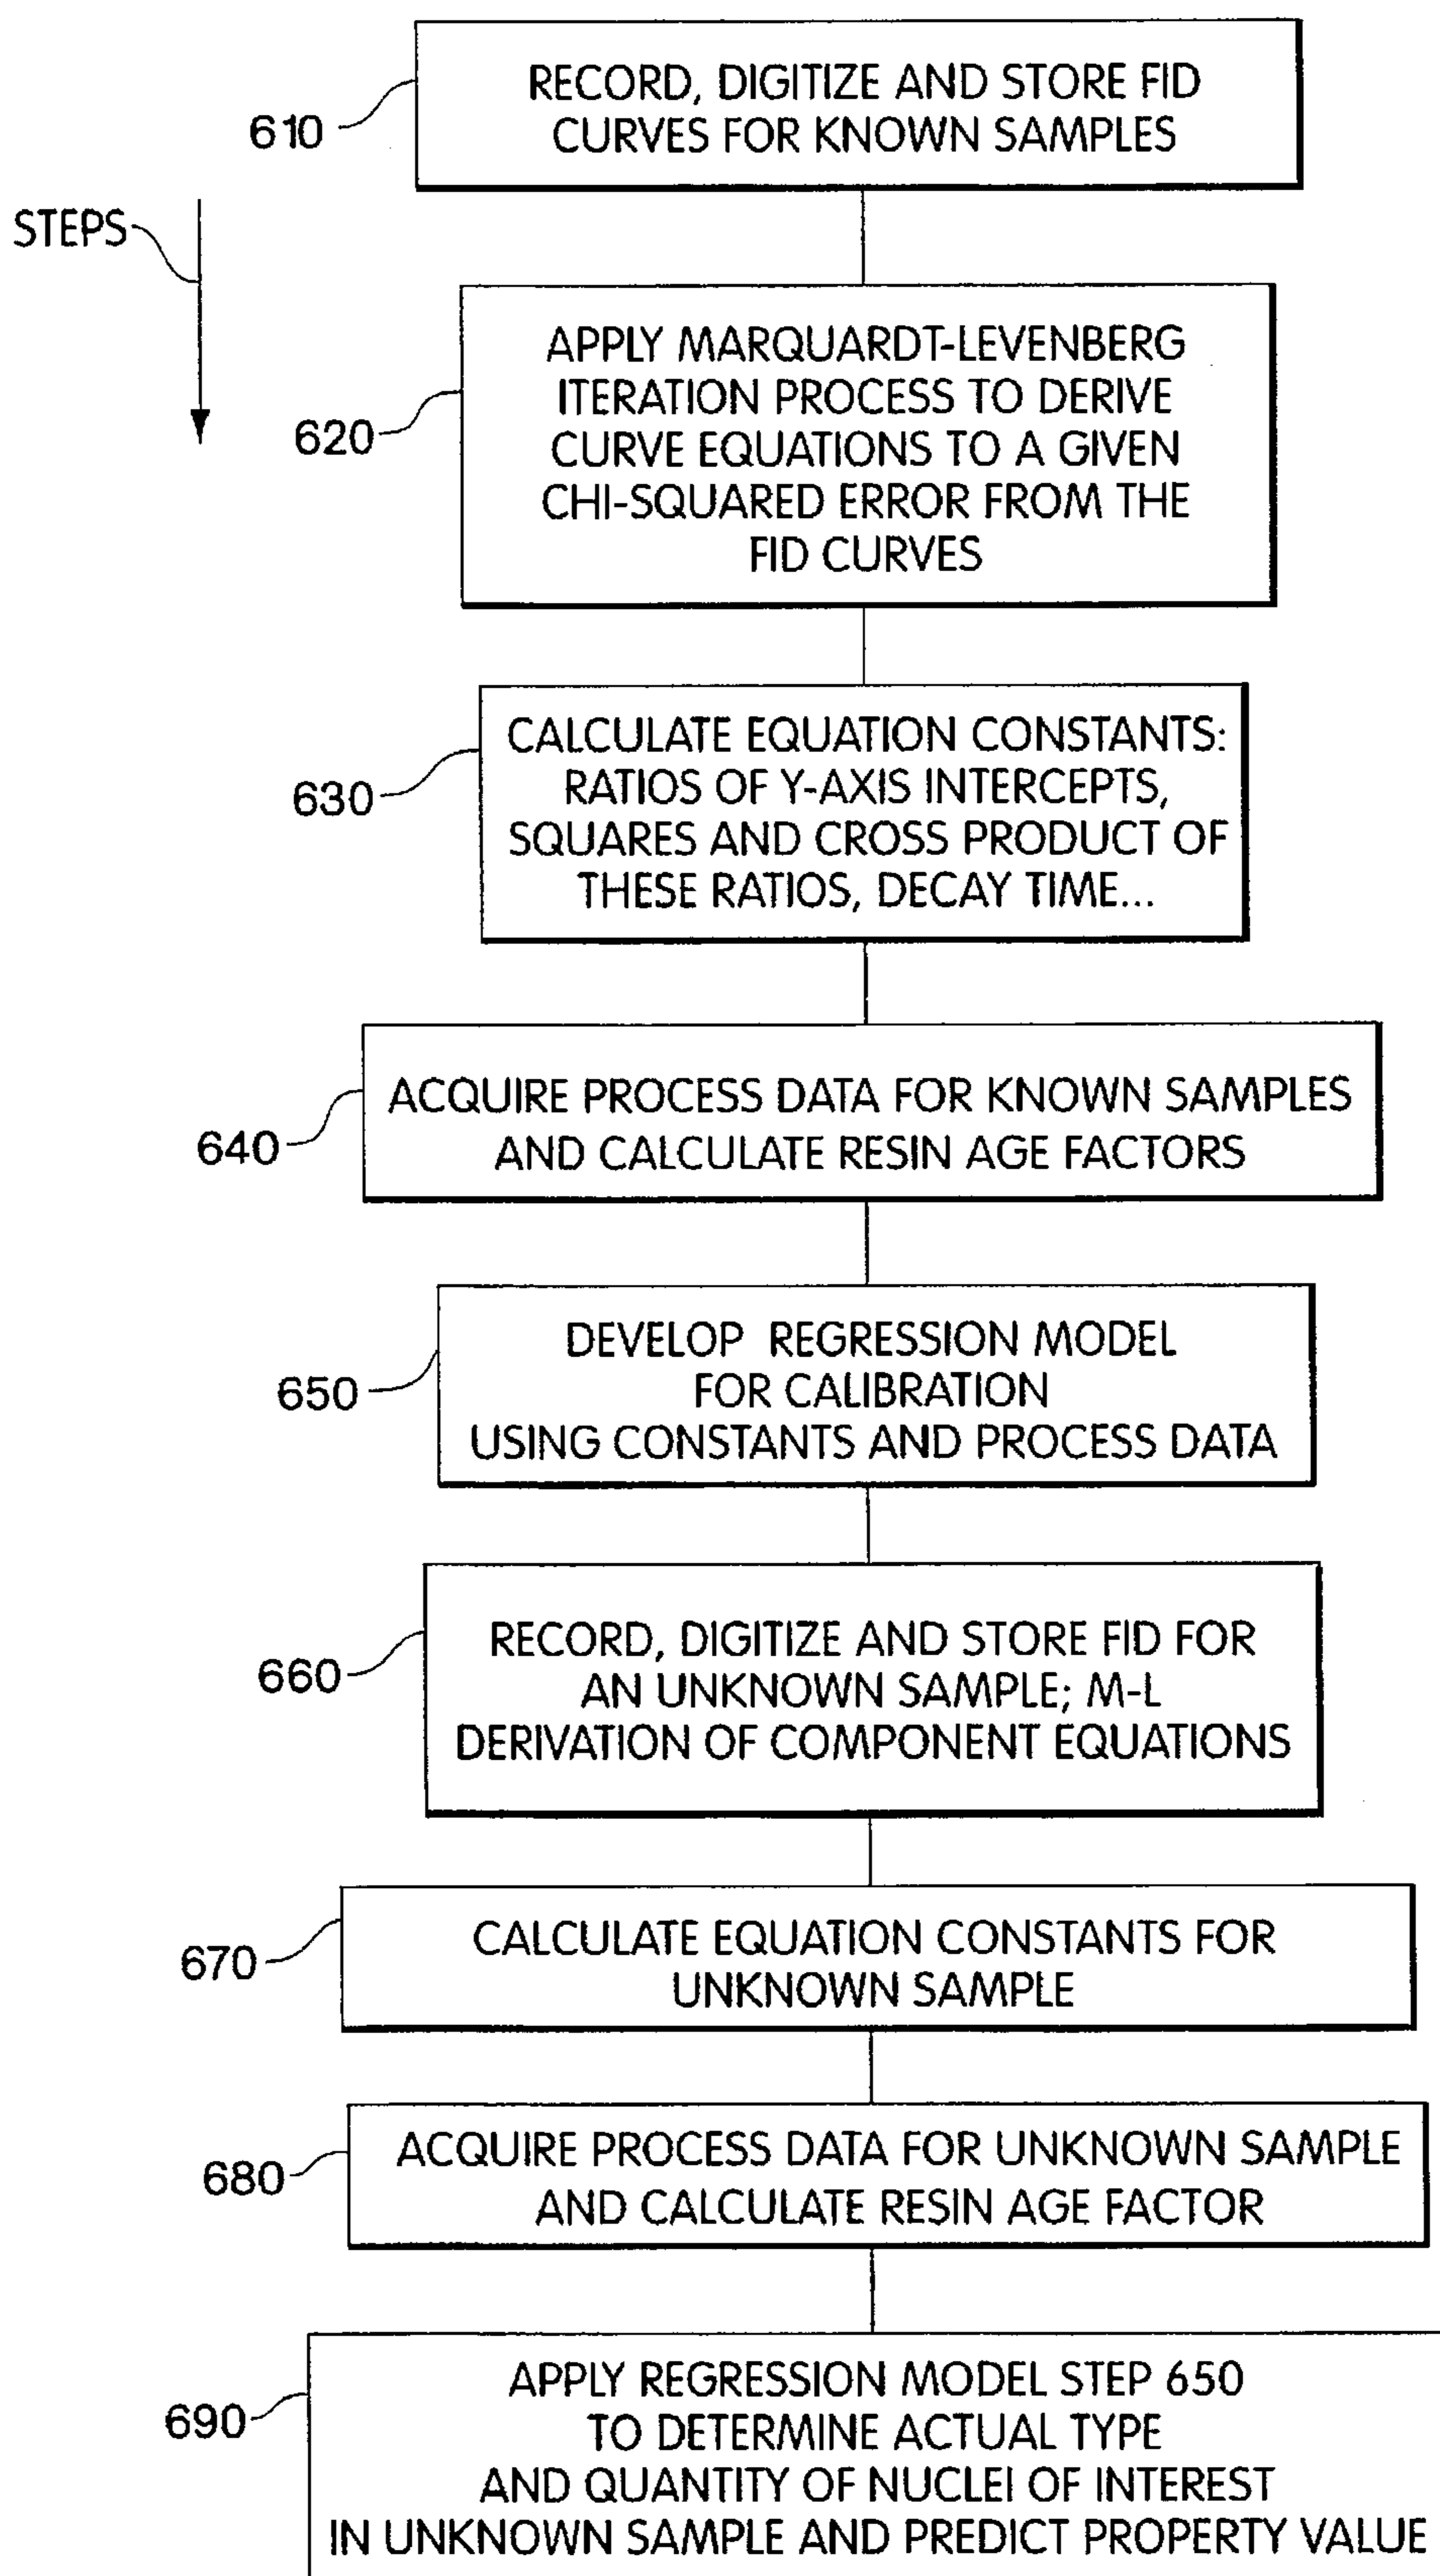 RECORD, DIGITIZE AND STORE FID
CURVES FOR KNOWN SAMPLES
610
STEPS
APPLY MARQUARDT-LEVENBERG
ITERATION PROCESS TO DERIVE
CURVE EQUATIONS TO A GIVEN
CHI-SQUARED ERROR FROM THE
FID CURVES
620
CALCULATE EQUATION CONSTANTS:
RATIOS OF Y-AXIS INTERCEPTS,
SQUARES AND CROSS PRODUCT OF
THESE RATIOS, DECAY TIME...
630
ACQUIRE PROCESS DATA FOR KNOWN SAMPLES
AND CALCULATE RESIN AGE FACTORS
640
DEVELOP REGRESSION MODEL
FOR CALIBRATION
USING CONSTANTS AND PROCESS DATA
650
RECORD, DIGITIZE AND STORE FID FOR
AN UNKNOWN SAMPLE; M-L
DERIVATION OF COMPONENT EQUATIONS
660
CALCULATE EQUATION CONSTANTS FOR
UNKNOWN SAMPLE
670
ACQUIRE PROCESS DATA FOR UNKNOWN SAMPLE
AND CALCULATE RESIN AGE FACTOR
680
APPLY REGRESSION MODEL STEP 650
TO DETERMINE ACTUAL TYPE
AND QUANTITY OF NUCLEI OF INTEREST
IN UNKNOWN SAMPLE AND PREDICT PROPERTY VALUE
690